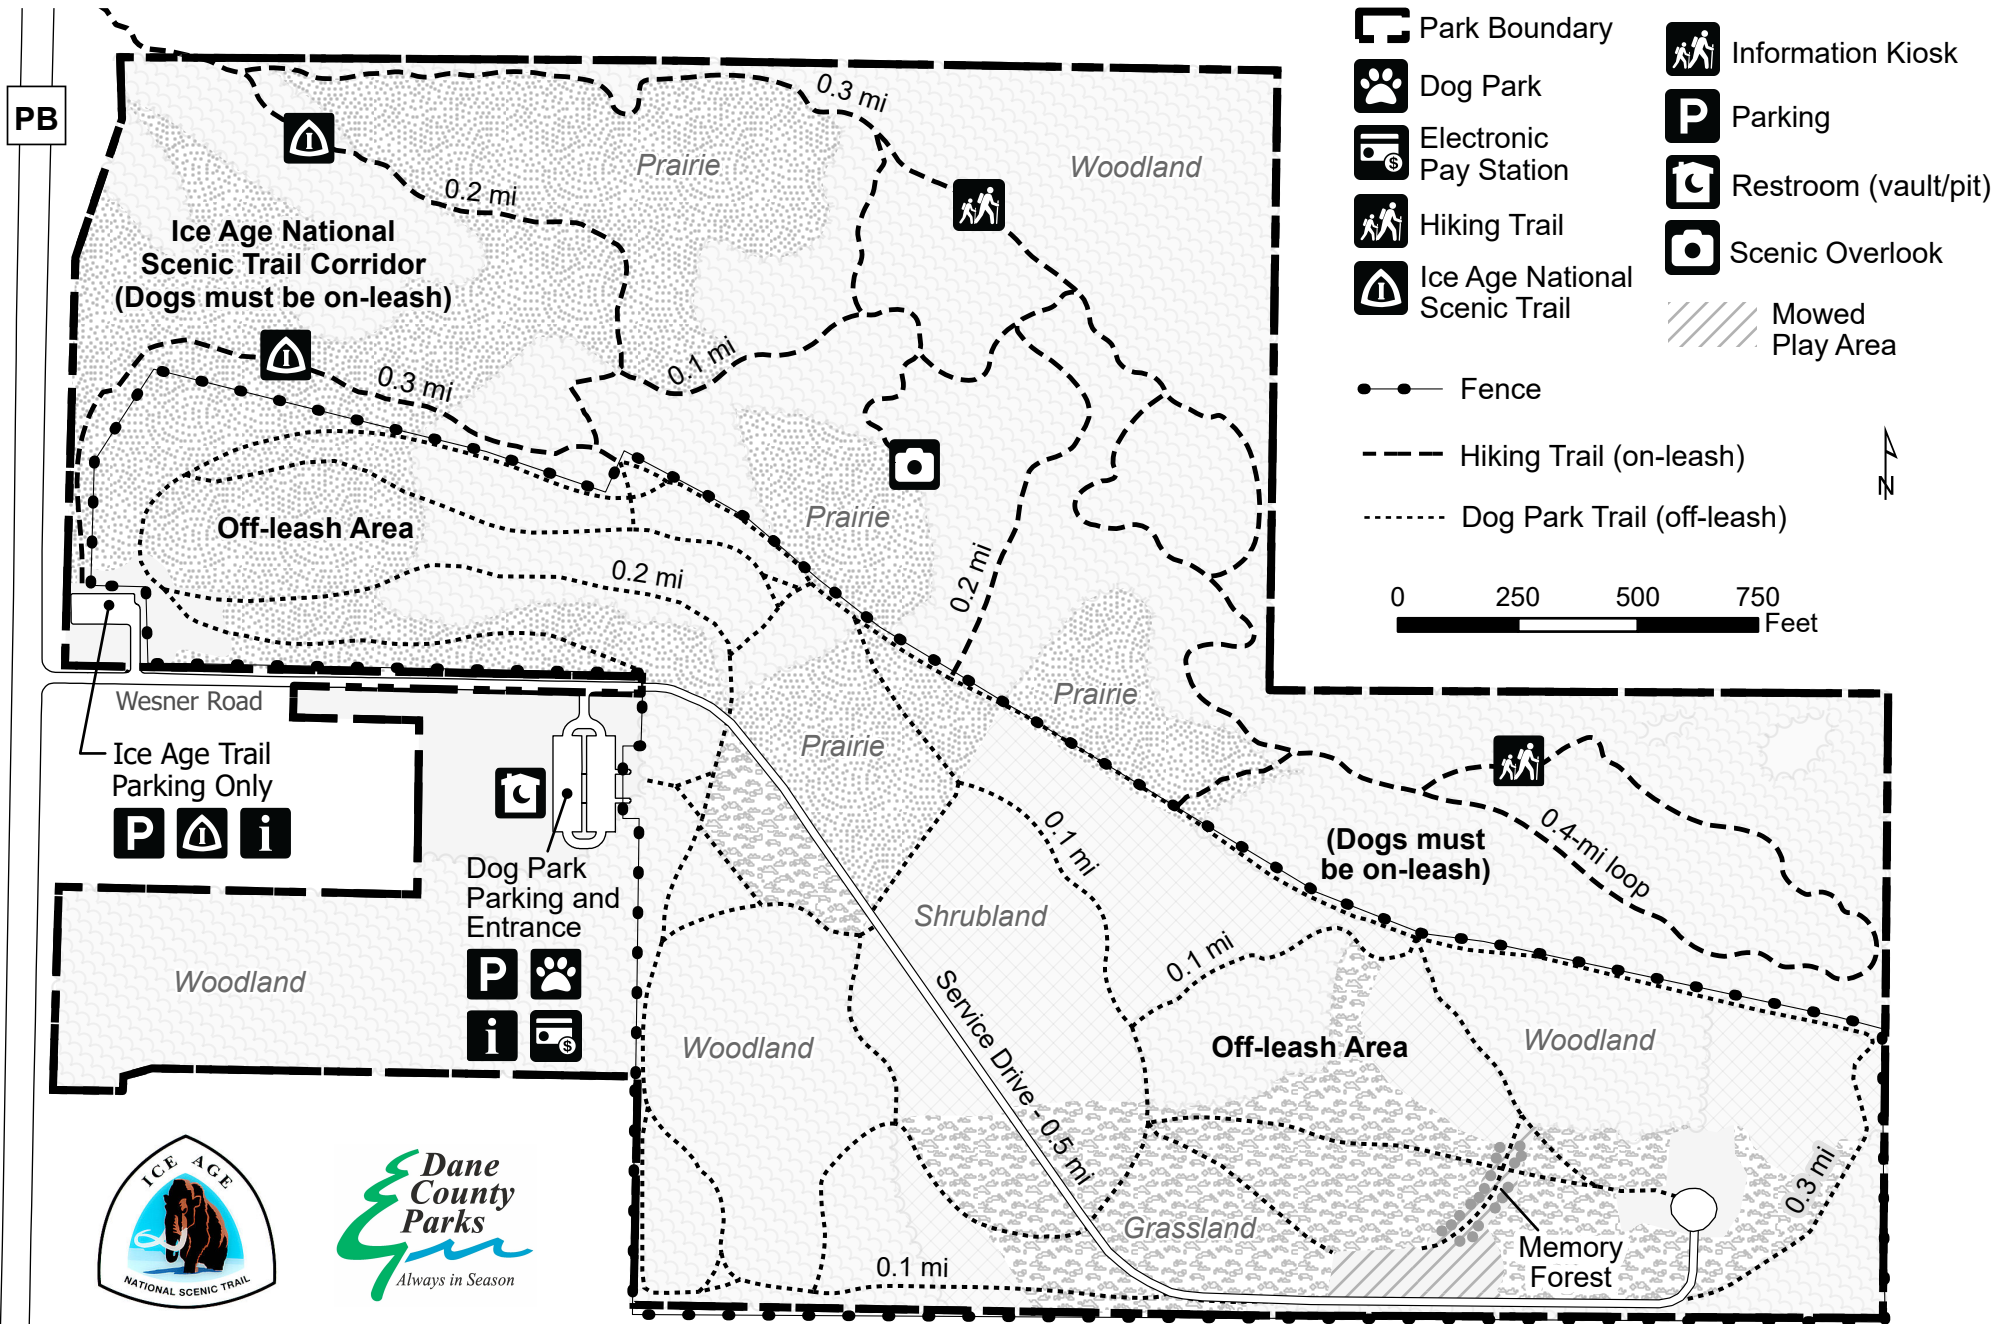 PB
0.3 mi
Prairie
Woodland
0.2 mi
Ice Age National
Scenic Trail Corridor
(Dogs must be on-leash)
0.1 mi
0.3 mi
Off-leash Area
Prairie
0.2 mi
0.2 mi
Prairie
Wesner Road
Ice Age Trail
Parking Only
P
I
i
Prairie
Dog Park
Parking and
Entrance
P
i
$
Woodland
0.1 mi
(Dogs must
be on-leash)
0.4-mi loop
Shrubland
0.1 mi
Service Drive - 0.5 mi
Woodland
Off-leash Area
Woodland
0.3 mi
Grassland
Memory
Forest
0.1 mi
ICE AGE
NATIONAL SCENIC TRAIL
Dane
County
Parks
Always in Season
Park Boundary
Dog Park
Electronic
Pay Station
Hiking Trail
Ice Age National
Scenic Trail
Information Kiosk
P
Parking
Restroom (vault/pit)
Scenic Overlook
Mowed
Play Area
Fence
Hiking Trail (on-leash)
Dog Park Trail (off-leash)
N
0 250 500 750
Feet